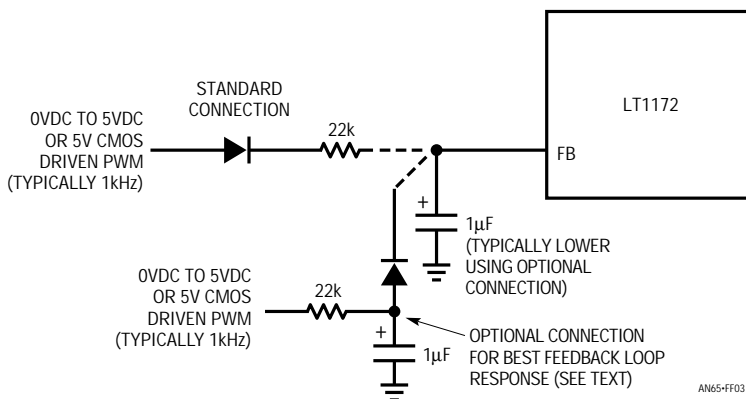 STANDARD
CONNECTION
0VDC TO 5VDC
OR 5V CMOS
DRIVEN PWM
(TYPICALLY 1kHz)
22k
LT1172
FB
+
1µF
(TYPICALLY LOWER
USING OPTIONAL
CONNECTION)
0VDC TO 5VDC
OR 5V CMOS
DRIVEN PWM
(TYPICALLY 1kHz)
22k
+
1µF
OPTIONAL CONNECTION
FOR BEST FEEDBACK LOOP
RESPONSE (SEE TEXT)
AN65•FF03